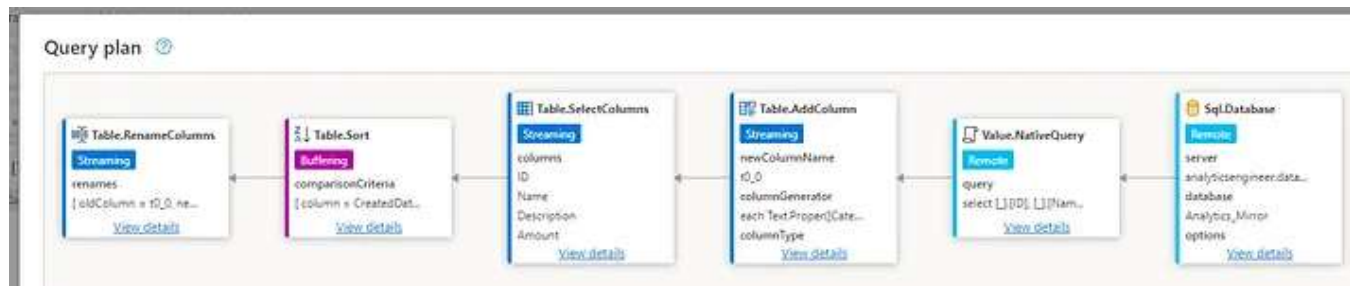 Query plan
Table.RenameColumns
Streaming
renames
[ oldColumn = t0_0, ne...
View details
Table.Sort
Buffering
comparisonCriteria
[ column = CreatedDat...
View details
Table.SelectColumns
Streaming
columns
ID
Name
Description
Amount
View details
Table.AddColumn
Streaming
newColumnName
t0_0
columnGenerator
each Text.Proper([Cate...
columnType
View details
Value.NativeQuery
Remote
query
select [_].[ID], [_].[Nam...
View details
Sql.Database
Remote
server
analyticsengineer.data...
database
Analytics_Mirror
options
View details